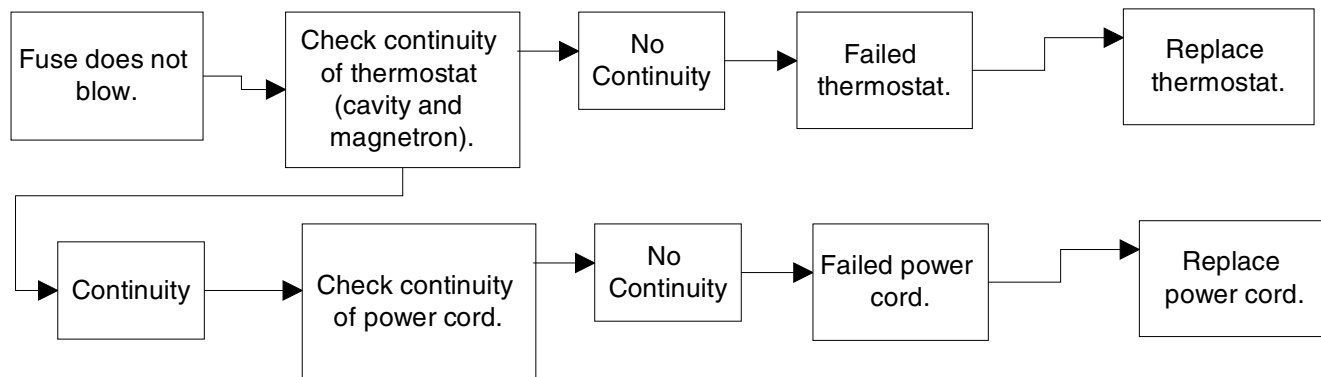 Fuse does not
blow.
Check continuity
of thermostat
(cavity and
magnetron).
No
Continuity
Failed
thermostat.
Replace
thermostat.
Continuity
Check continuity
of power cord.
No
Continuity
Failed power
cord.
Replace
power cord.